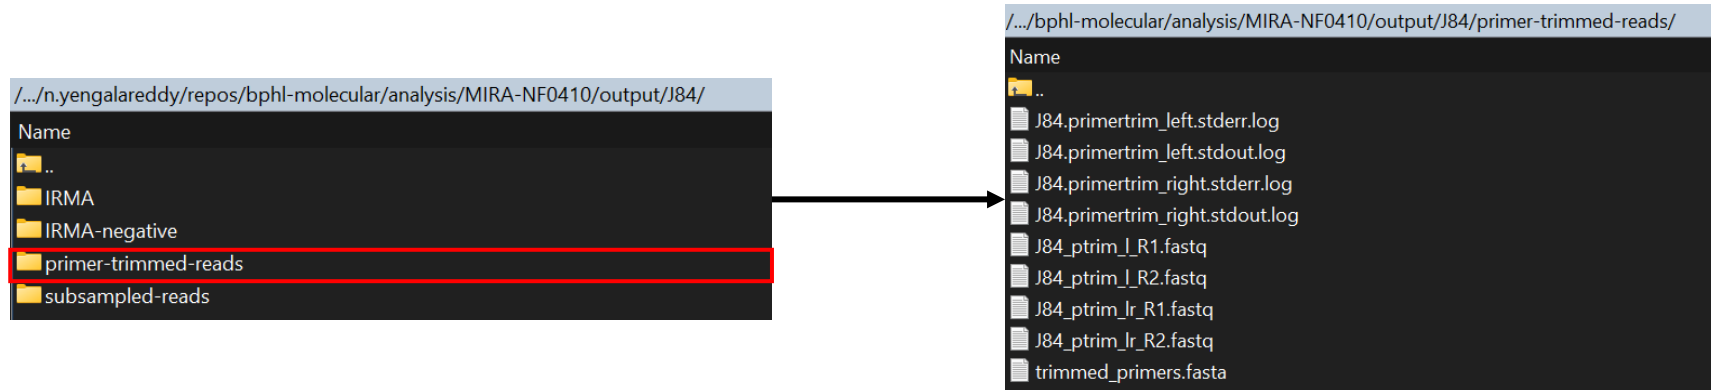 /.../n.yengalareddy/repos/bphl-molecular/analysis/MIRA-NF0410/output/J84/
Name
..
IRMA
IRMA-negative
primer-trimmed-reads
subsampled-reads
/.../bphl-molecular/analysis/MIRA-NF0410/output/J84/primer-trimmed-reads/
Name
..
J84.primertrim_left.stderr.log
J84.primertrim_left.stdout.log
J84.primertrim_right.stderr.log
J84.primertrim_right.stdout.log
J84_ptrim_l_R1.fastq
J84_ptrim_l_R2.fastq
J84_ptrim_lr_R1.fastq
J84_ptrim_lr_R2.fastq
trimmed_primers.fasta